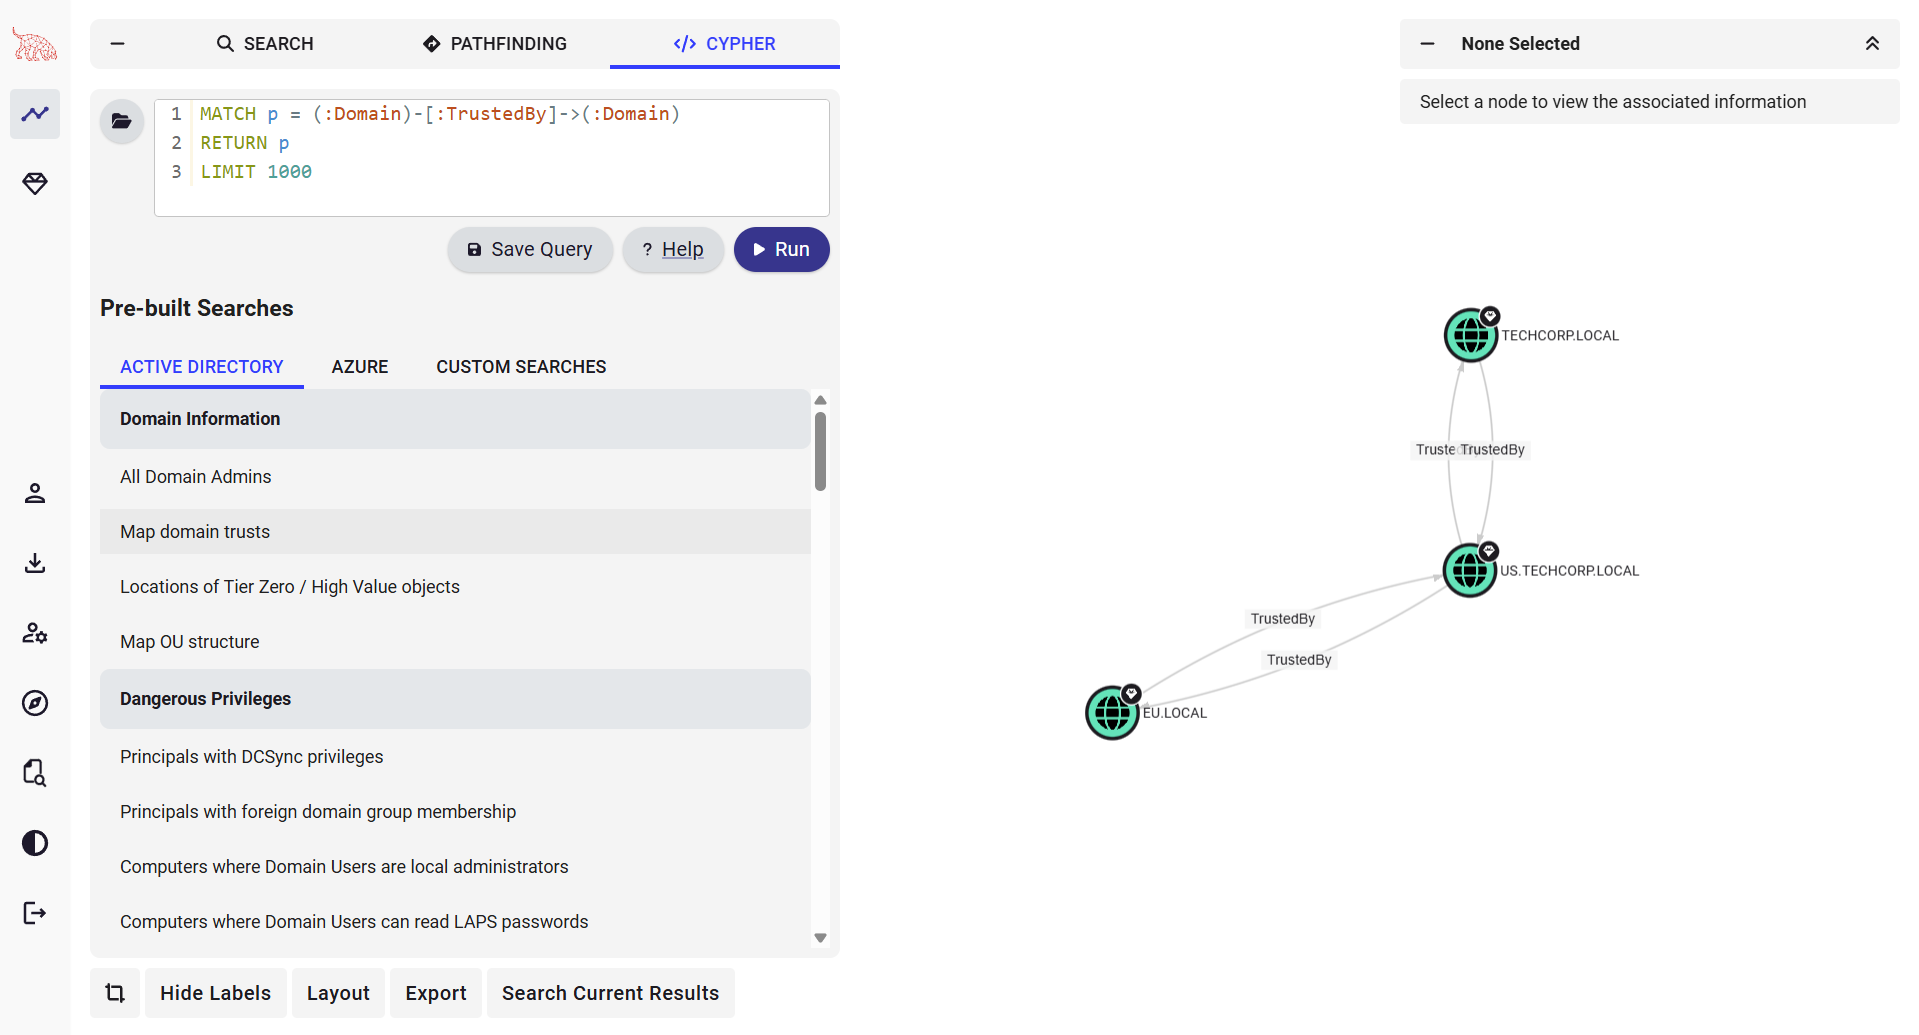 SEARCH
PATHFINDING
CYPHER
1 MATCH p = (:Domain)-[:TrustedBy]->(:Domain)
2 RETURN p
3 LIMIT 1000
Save Query
? Help
Run
Pre-built Searches
ACTIVE DIRECTORY
AZURE
CUSTOM SEARCHES
Domain Information
All Domain Admins
Map domain trusts
Locations of Tier Zero / High Value objects
Map OU structure
Dangerous Privileges
Principals with DCSync privileges
Principals with foreign domain group membership
Computers where Domain Users are local administrators
Computers where Domain Users can read LAPS passwords
Hide Labels
Layout
Export
Search Current Results
None Selected
Select a node to view the associated information
TECHCORP.LOCAL
TrustedBy
US.TECHCORP.LOCAL
TrustedBy
TrustedBy
EU.LOCAL